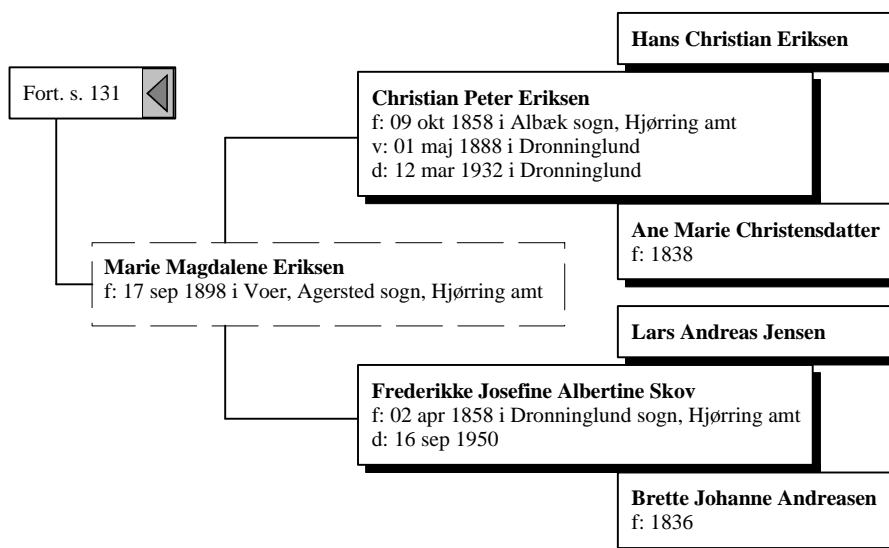 Hans Christian Eriksen
Fort. s. 131
Christian Peter Eriksen
f: 09 okt 1858 i Albæk sogn, Hjørring amt
v: 01 maj 1888 i Dronninglund
d: 12 mar 1932 i Dronninglund
Ane Marie Christensdatter
f: 1838
Marie Magdalene Eriksen
f: 17 sep 1898 i Voer, Agersted sogn, Hjørring amt
Lars Andreas Jensen
Frederikke Josefine Albertine Skov
f: 02 apr 1858 i Dronninglund sogn, Hjørring amt
d: 16 sep 1950
Brette Johanne Andreasen
f: 1836